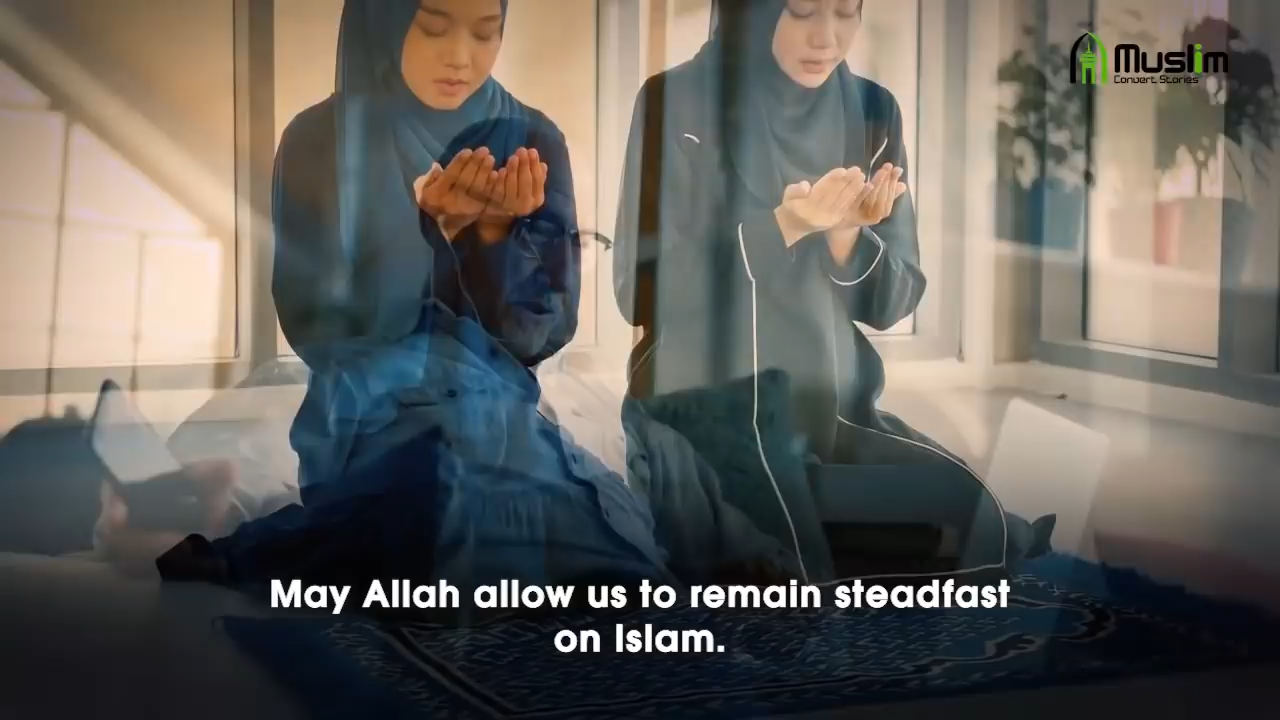 Muslim
Convert Stories
May Allah allow us to remain steadfast
on Islam.